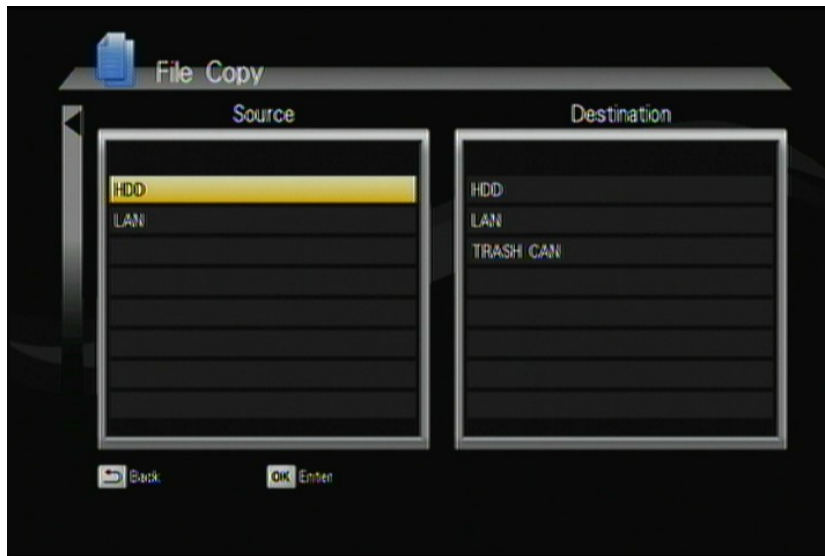 File Copy
Source
Destination
HDD
LAN
HDD
LAN
TRASH CAN
Back
OK Enter